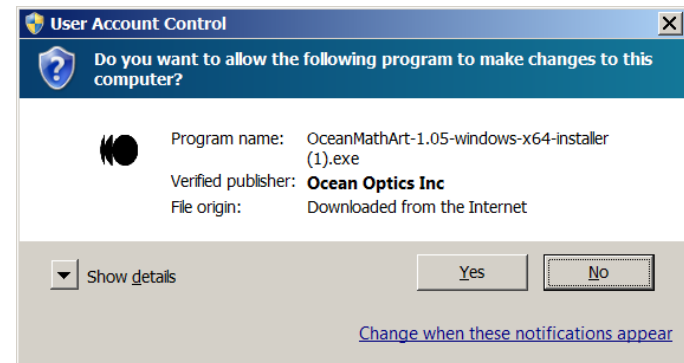 User Account Control
Do you want to allow the following program to make changes to this
computer?
Program name: OceanMathArt-1.05-windows-x64-installer
(1).exe
Verified publisher: Ocean Optics Inc
File origin: Downloaded from the Internet
Show details Yes No
Change when these notifications appear